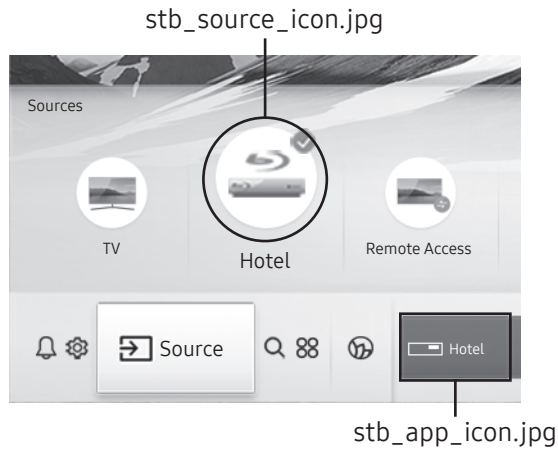 stb_source_icon.jpg
Sources
TV
Hotel
Remote Access
Source
Hotel
stb_app_icon.jpg